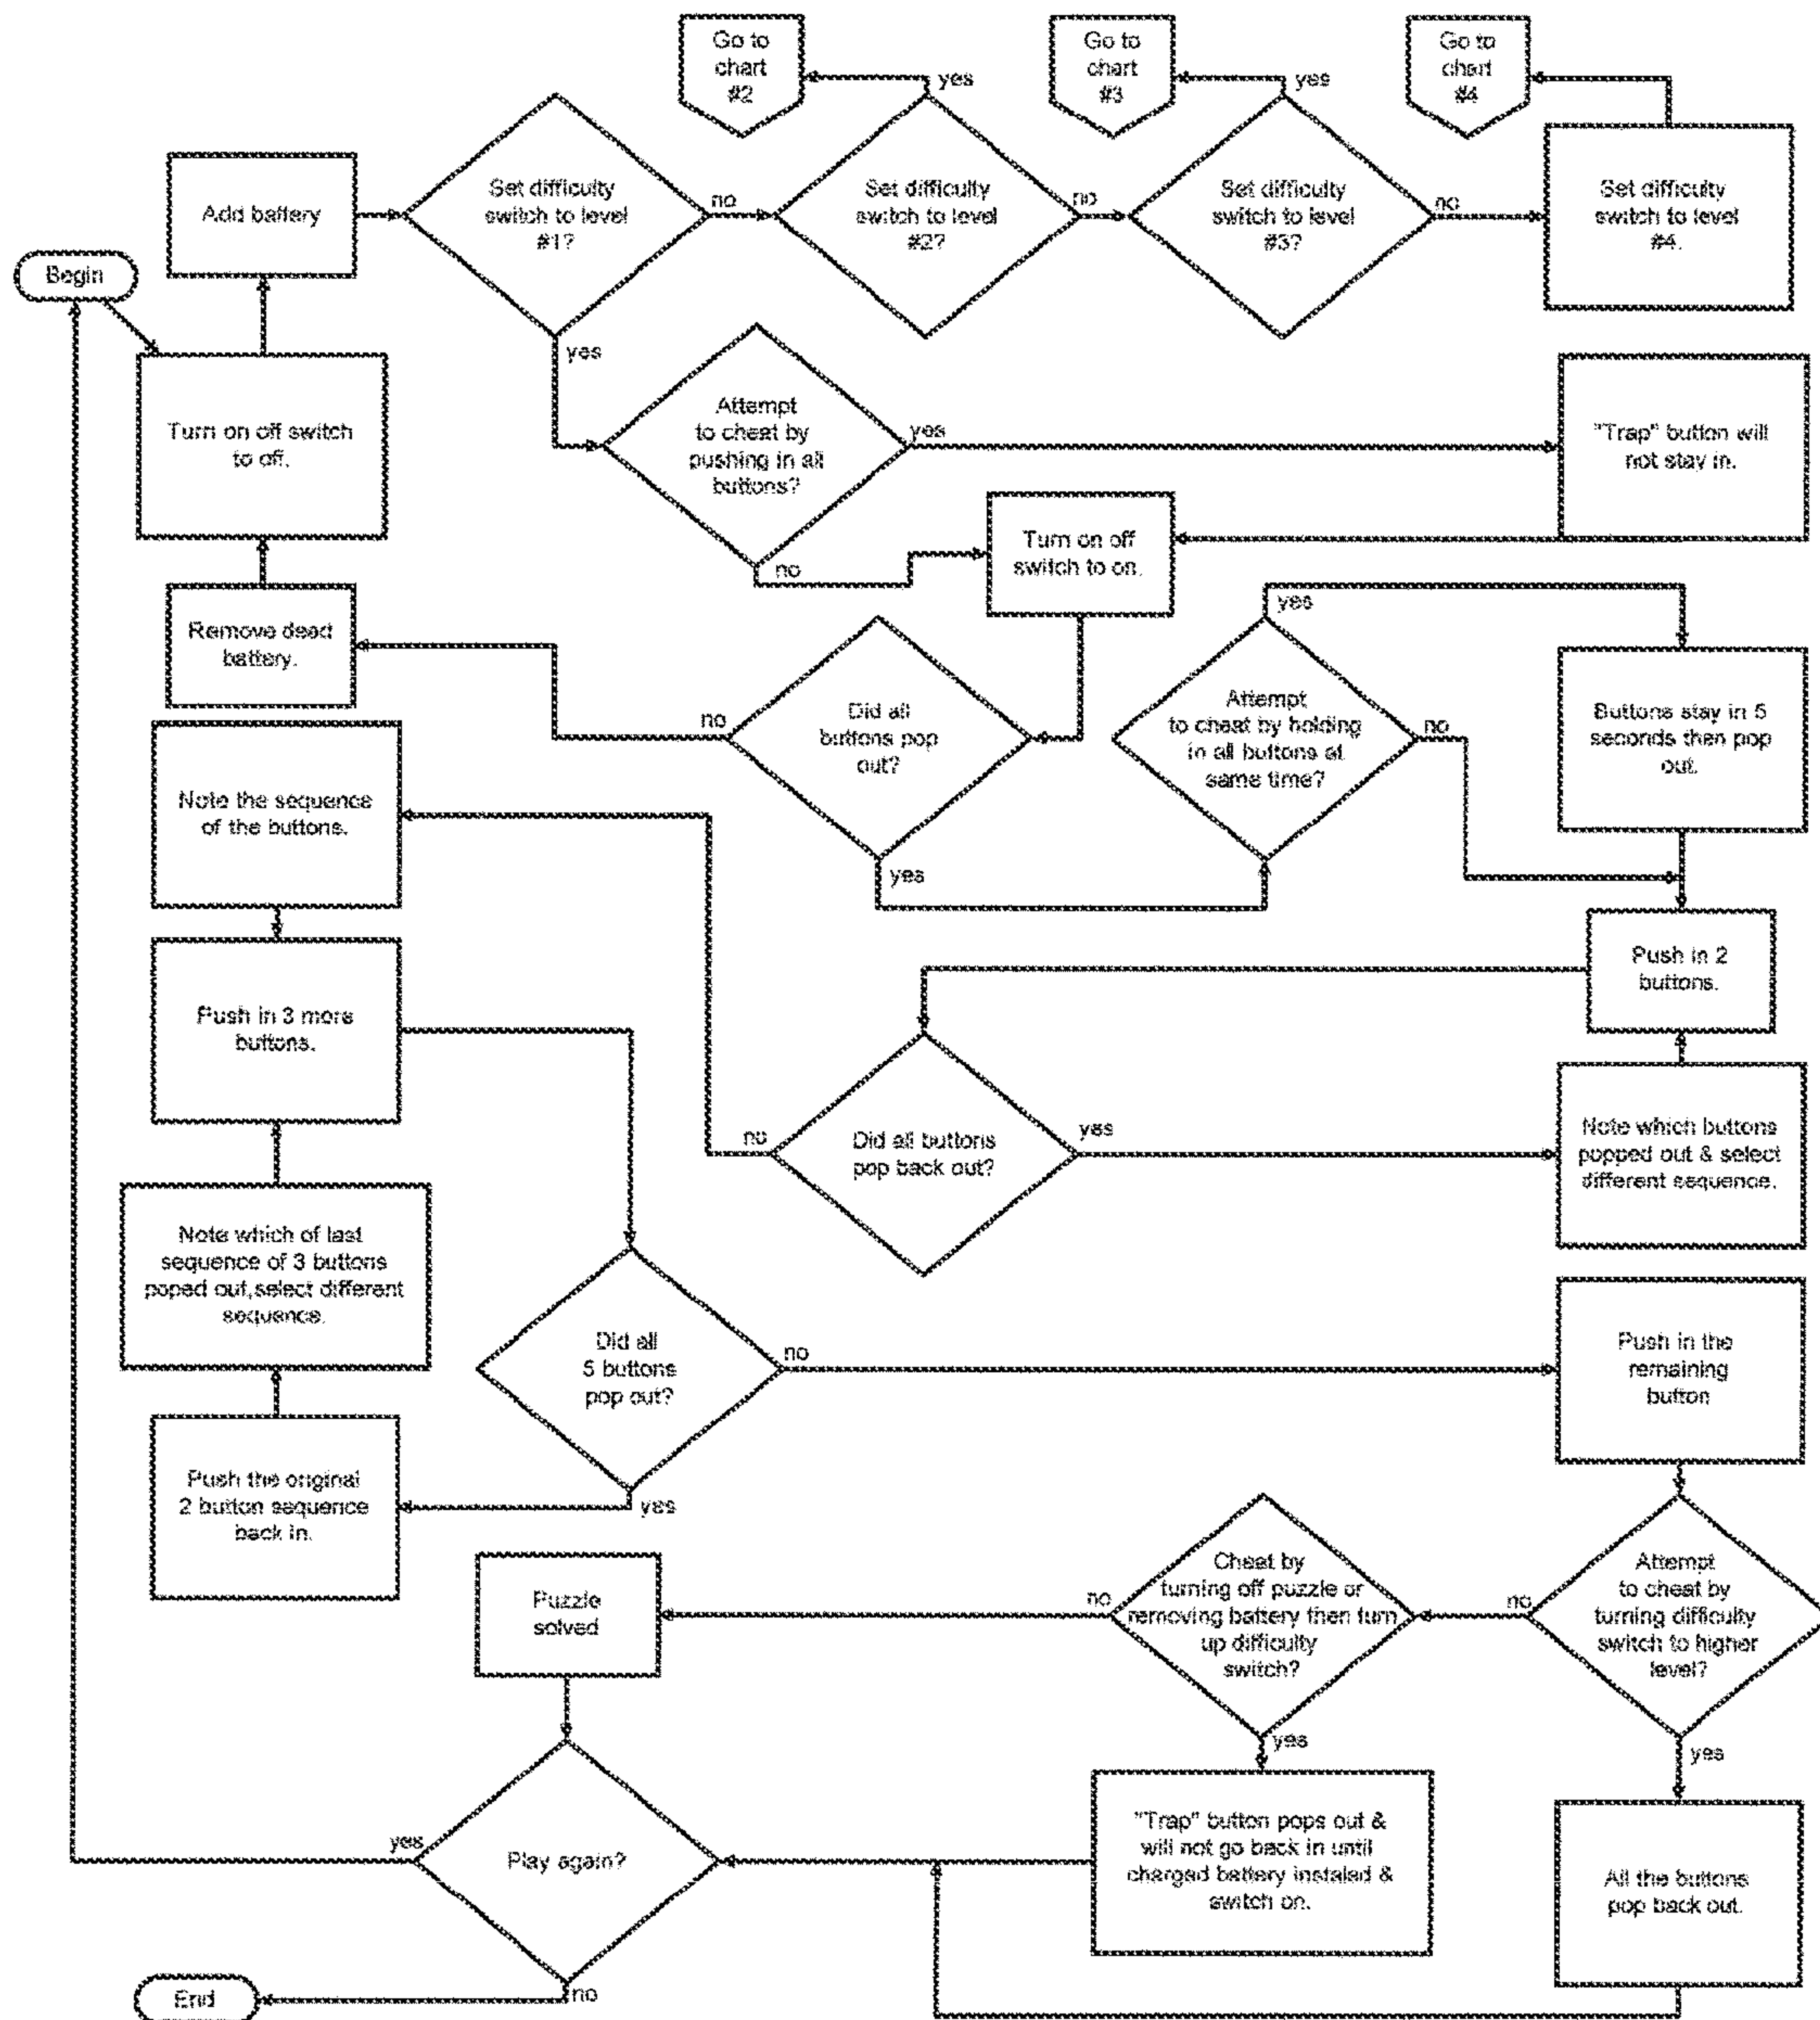 Go to
chart
#2
Go to
chart
#3
Go to
chart
#4
yes
yes
Add battery
Set difficulty
switch to level
#1?
no
Set difficulty
switch to level
#2?
no
Set difficulty
switch to level
#3?
no
Set difficulty
switch to level
#4.
Begin
yes
Turn on off switch
to off.
Attempt
to cheat by
pushing in all
buttons?
yes
"Trap" button will
not stay in.
no
Turn on off
switch to on.
Remove dead
battery.
no
Did all
buttons pop
out?
yes
yes
Attempt
to cheat by holding
in all buttons at
same time?
no
Buttons stay in 5
seconds then pop
out.
Note the sequence
of the buttons.
Push in 2
buttons.
Push in 3 more
buttons.
no
Did all buttons
pop back out?
yes
Note which buttons
popped out & select
different sequence.
Note which of last
sequence of 3 buttons
poped out,select different
sequence.
Did all
5 buttons
pop out?
no
yes
Push in the
remaining
button
Push the original
2 button sequence
back in.
Puzzle
solved
no
Cheat by
turning off puzzle or
removing battery then turn
up difficulty
switch?
yes
no
Attempt
to cheat by
turning difficulty
switch to higher
level?
yes
yes
Play again?
no
"Trap" button pops out &
will not go back in until
charged battery instaled &
switch on.
All the buttons
pop back out.
End